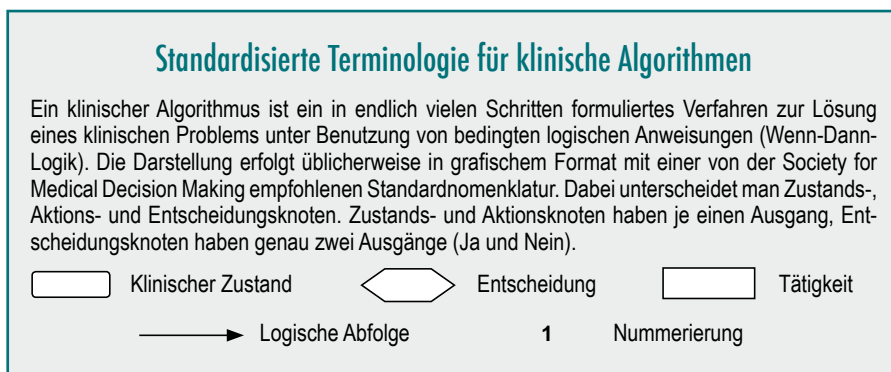 Standardisierte Terminologie für klinische Algorithmen
Ein klinischer Algorithmus ist ein in endlich vielen Schritten formuliertes Verfahren zur Lösung
eines klinischen Problems unter Benutzung von bedingten logischen Anweisungen (Wenn-Dann-
Logik). Die Darstellung erfolgt üblicherweise in grafischem Format mit einer von der Society for
Medical Decision Making empfohlenen Standardnomenklatur. Dabei unterscheidet man Zustands-,
Aktions- und Entscheidungsknoten. Zustands- und Aktionsknoten haben je einen Ausgang, Ent-
scheidungsknoten haben genau zwei Ausgänge (Ja und Nein).
Klinischer Zustand Entscheidung Tätigkeit
Logische Abfolge 1 Nummerierung